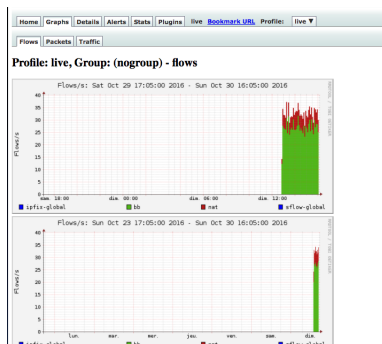 Home Graphs Details Alerts Stats Plugins live Bookmark URL Profile: live ▼
Flows Packets Traffic
Profile: live, Group: (nogroup) - flows
Flows/s: Sat Oct 29 17:05:00 2016 - Sun Oct 30 16:05:00 2016
Flows/s
40
35
30
25
20
15
10
5
0
sam. 18:00 dim. 00:00 dim. 06:00 dim. 12:00
ipfix-global bb nat sflow-global
Flows/s: Sun Oct 23 17:05:00 2016 - Sun Oct 30 16:05:00 2016
Flows/s
40
35
30
25
20
15
10
5
0
lun. mar. mer. jeu. ven. sam. dim.